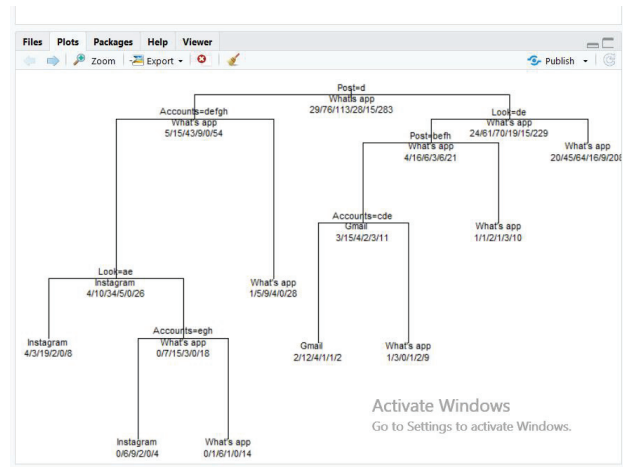 Files Plots Packages Help Viewer
Zoom Export Publish
Post=d
What's app
29/76/113/28/15/283
Accounts=defgh
What's app
5/15/43/9/0/54
Look=de
What's app
24/61/70/19/15/229
Post=befh
What's app
4/16/6/3/6/21
What's app
20/45/64/16/9/208
Accounts=cde
Gmail
3/15/4/2/3/11
What's app
1/1/2/1/3/10
Look=ae
Instagram
4/10/34/5/0/26
What's app
1/5/9/4/0/28
Instagram
4/3/19/2/0/8
Accounts=egh
What's app
0/7/15/3/0/18
Gmail
2/12/4/1/1/2
What's app
1/3/0/1/2/9
Instagram
0/6/9/2/0/4
What's app
0/1/6/1/0/14
Activate Windows
Go to Settings to activate Windows.